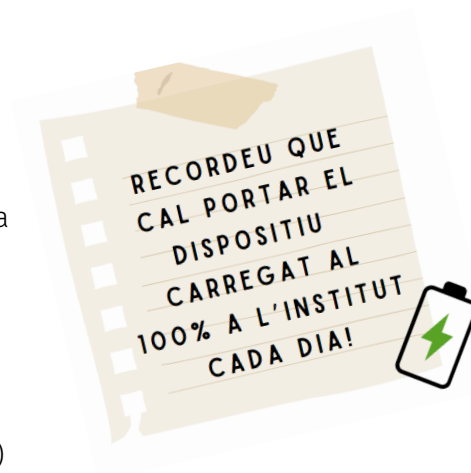 RECORDEU QUE
CAL PORTAR EL
a
DISPOSITIU
CARREGAT AL
100% A L'INSTITUT
CADA DIA!
)